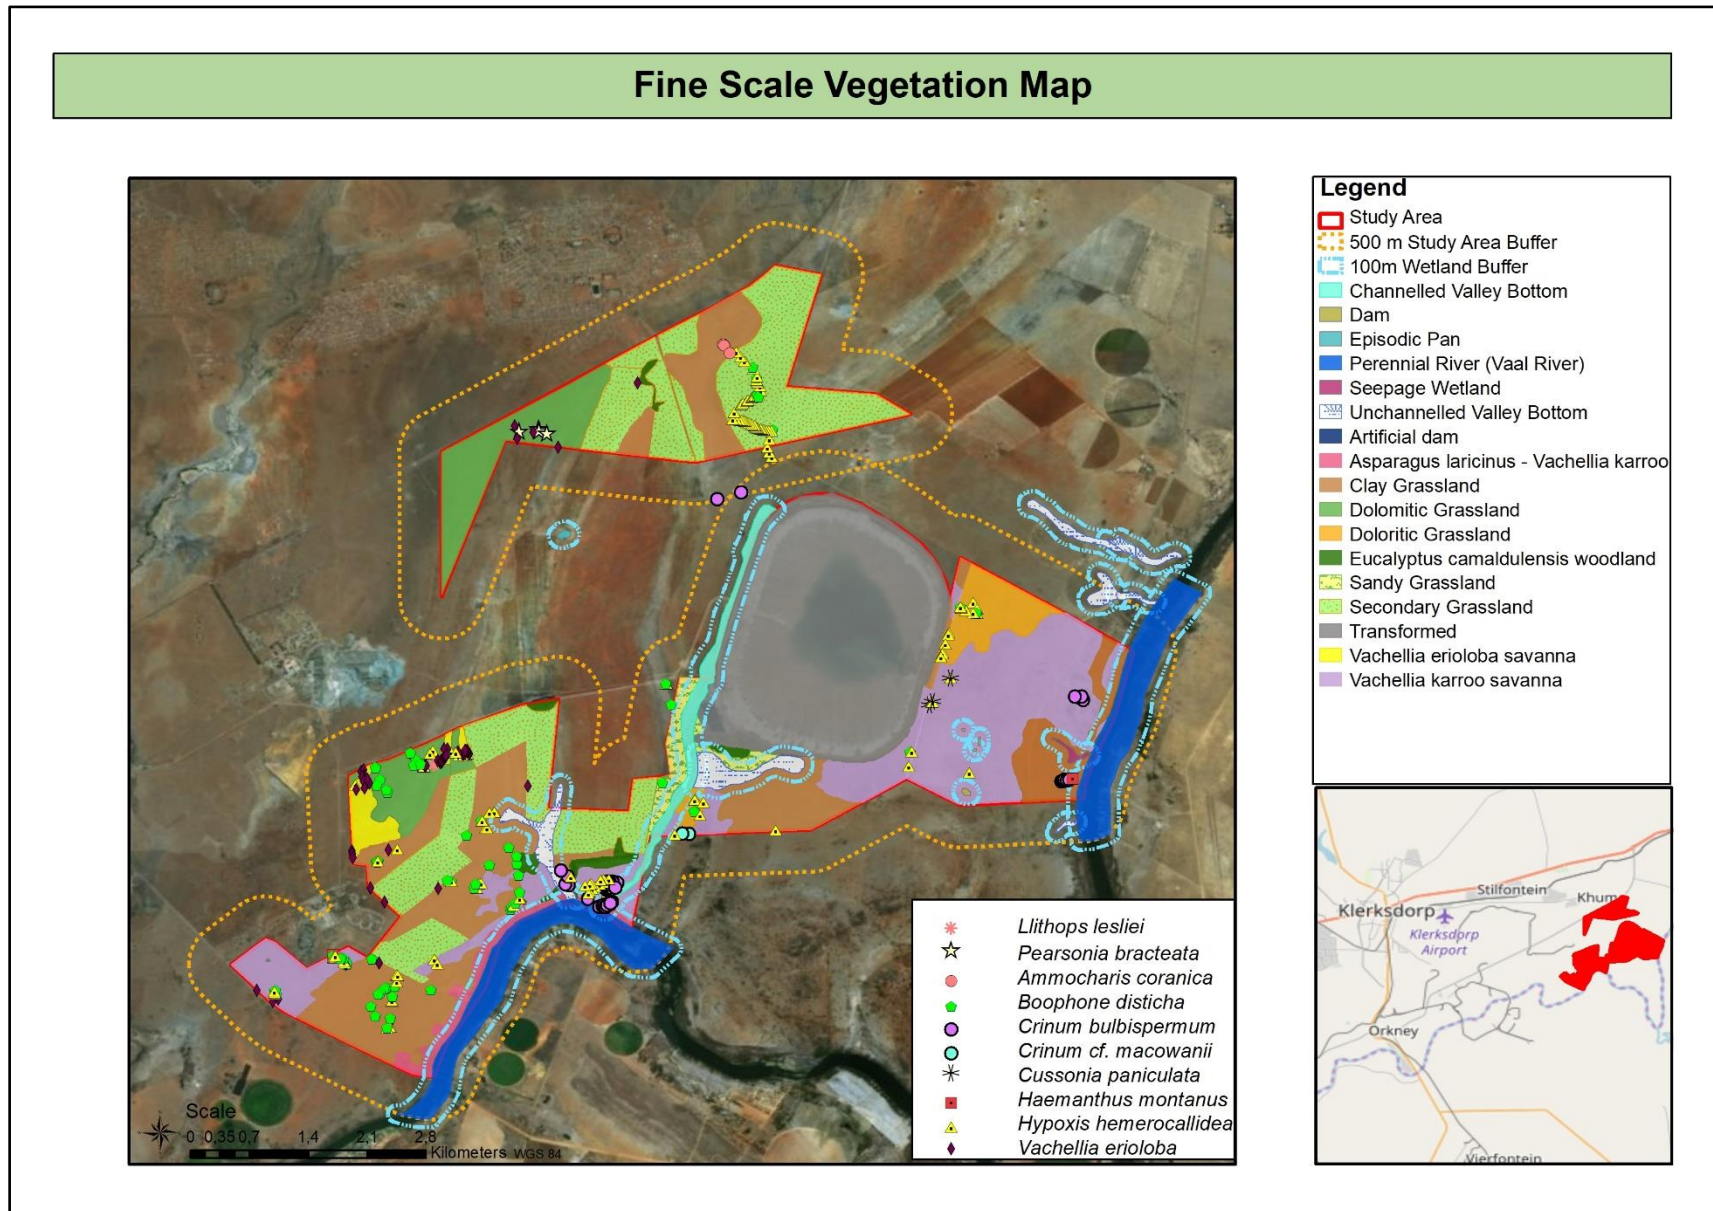 Fine Scale Vegetation Map
Legend
Study Area
500 m Study Area Buffer
100m Wetland Buffer
Channelled Valley Bottom
Dam
Episodic Pan
Perennial River (Vaal River)
Seepage Wetland
Unchannelled Valley Bottom
Artificial dam
Asparagus laricinus - Vachellia karroo
Clay Grassland
Dolomitic Grassland
Doloritic Grassland
Eucalyptus camaldulensis woodland
Sandy Grassland
Secondary Grassland
Transformed
Vachellia erioloba savanna
Vachellia karroo savanna
Llithops lesliei
Pearsonia bracteata
Ammocharis coranica
Boophone disticha
Crinum bulbispermum
Crinum cf. macowanii
Cussonia paniculata
Haemanthus montanus
Hypoxis hemerocallidea
Vachellia erioloba
Scale
0 0,35 0,7 1,4 2,1 2,8
Kilometers WGS 84
Stilfontein
Khum
Klerksdorp
Klerksdorp
Airport
Orkney
Vierfontein